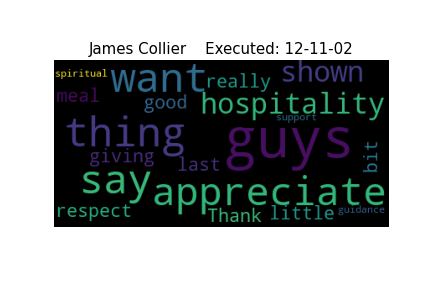 James Collier    Executed: 12-11-02
spiritual want really shown
meal good hospitality
thing support guys
giving last bit
say appreciate
respect Thank little guidance